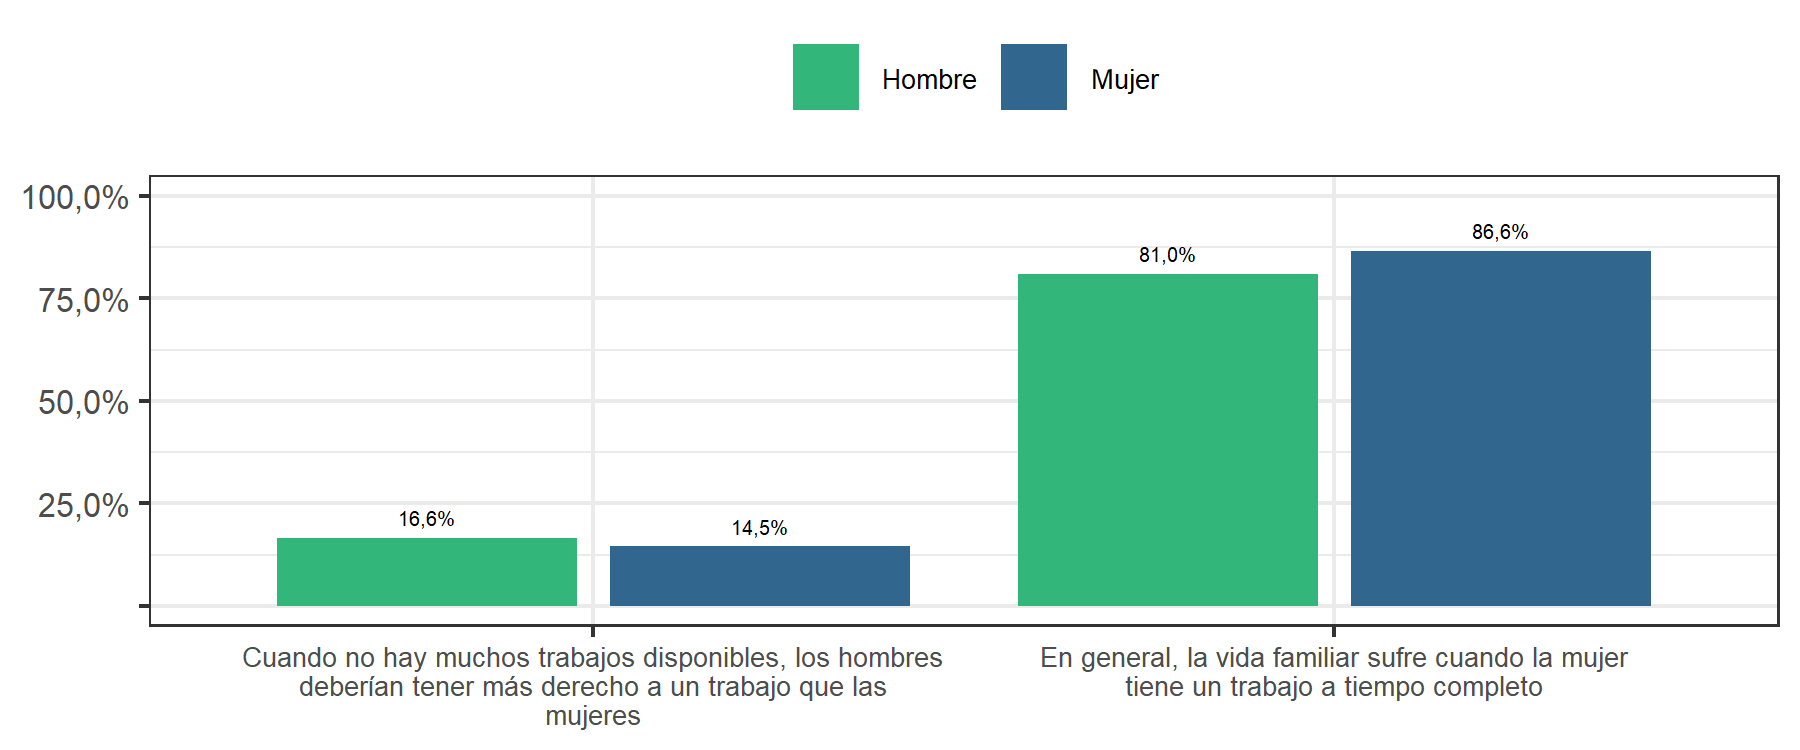 Hombre Mujer
100,0%
75,0%
50,0%
25,0%
16,6%
14,5%
81,0%
86,6%
Cuando no hay muchos trabajos disponibles, los hombres
deberían tener más derecho a un trabajo que las
mujeres
En general, la vida familiar sufre cuando la mujer
tiene un trabajo a tiempo completo